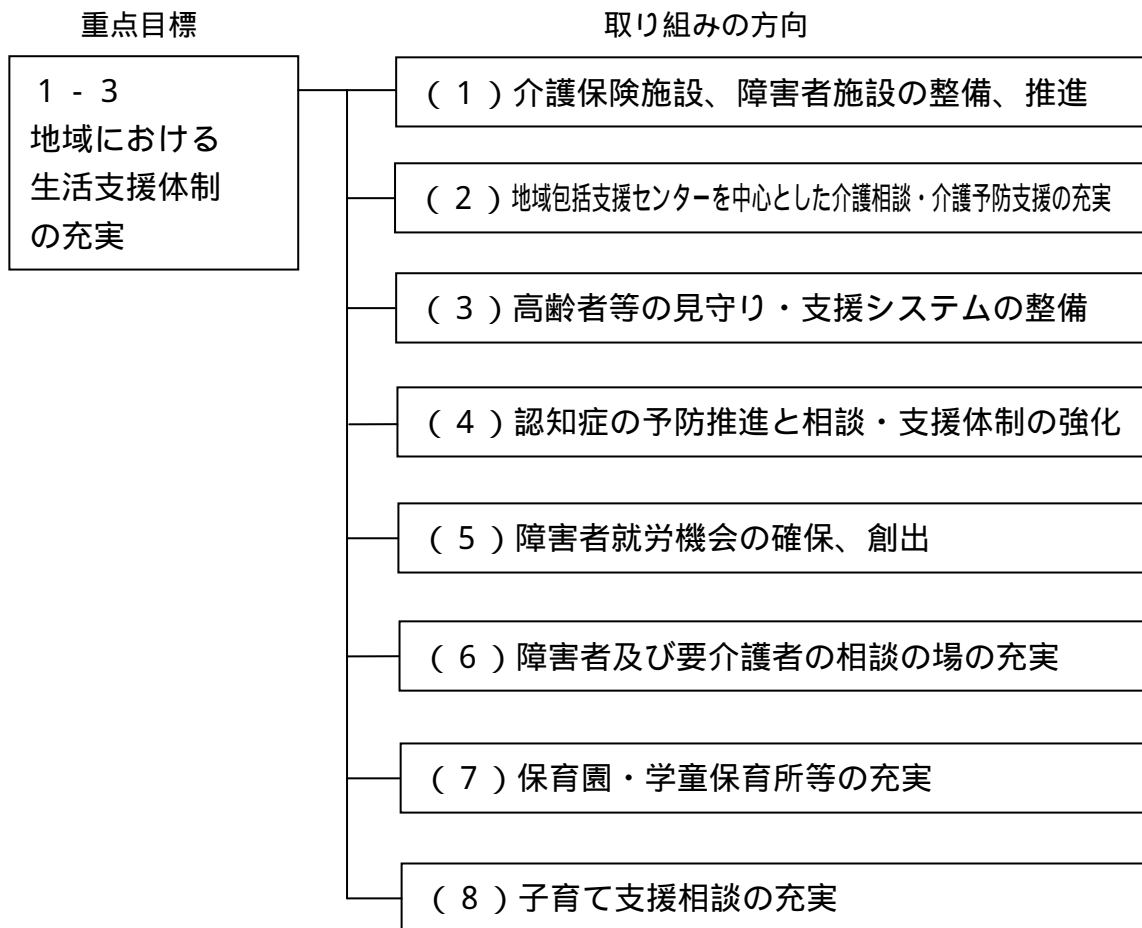 重点目標
取り組みの方向
1-3
地域における
生活支援体制
の充実
(1)介護保険施設、障害者施設の整備、推進
(2)地域包括支援センターを中心とした介護相談・介護予防支援の充実
(3)高齢者等の見守り・支援システムの整備
(4)認知症の予防推進と相談・支援体制の強化
(5)障害者就労機会の確保、創出
(6)障害者及び要介護者の相談の場の充実
(7)保育園・学童保育所等の充実
(8)子育て支援相談の充実